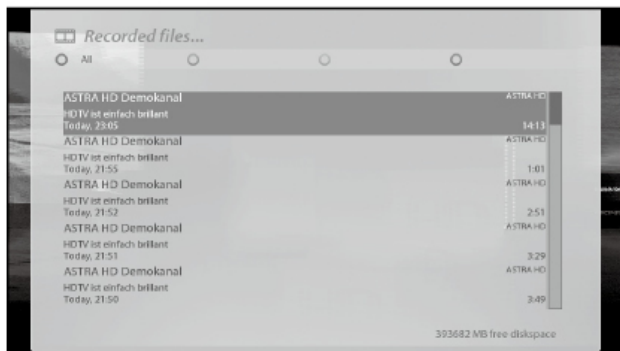 Recorded files...
All
ASTRA HD Demokanal ASTRA HD
HDTV ist einfach brillant
Today, 23:05 14:13
ASTRA HD Demokanal ASTRA HD
HDTV ist einfach brillant
Today, 21:55 1:01
ASTRA HD Demokanal ASTRA HD
HDTV ist einfach brillant
Today, 21:52 2:51
ASTRA HD Demokanal ASTRA HD
HDTV ist einfach brillant
Today, 21:51 3:29
ASTRA HD Demokanal ASTRA HD
HDTV ist einfach brillant
Today, 21:50 3:49
393682 MB free diskspace